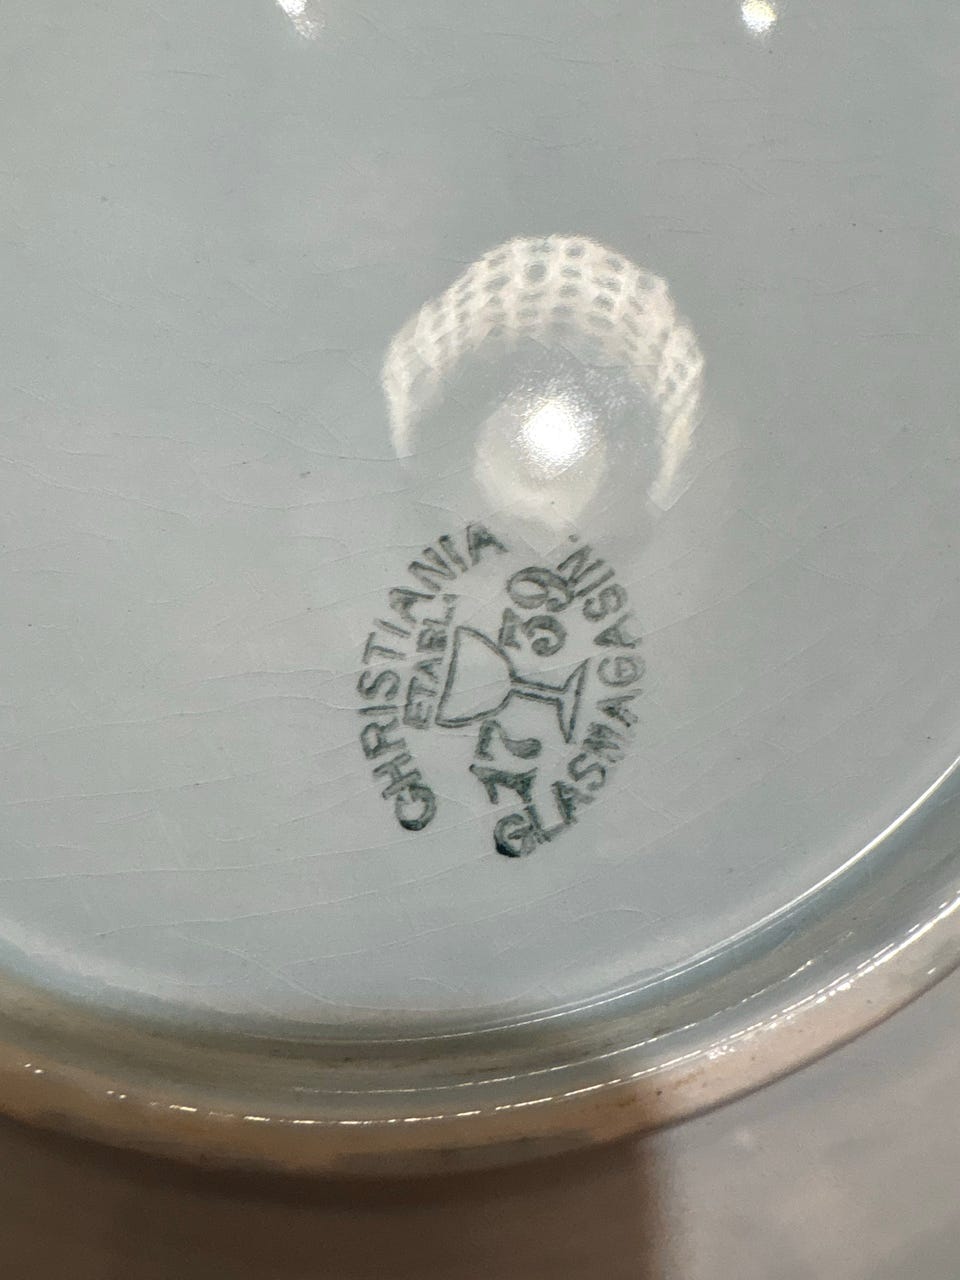 CHRISTIANIA
ETABL.
17 39
GLASMAGASIN.